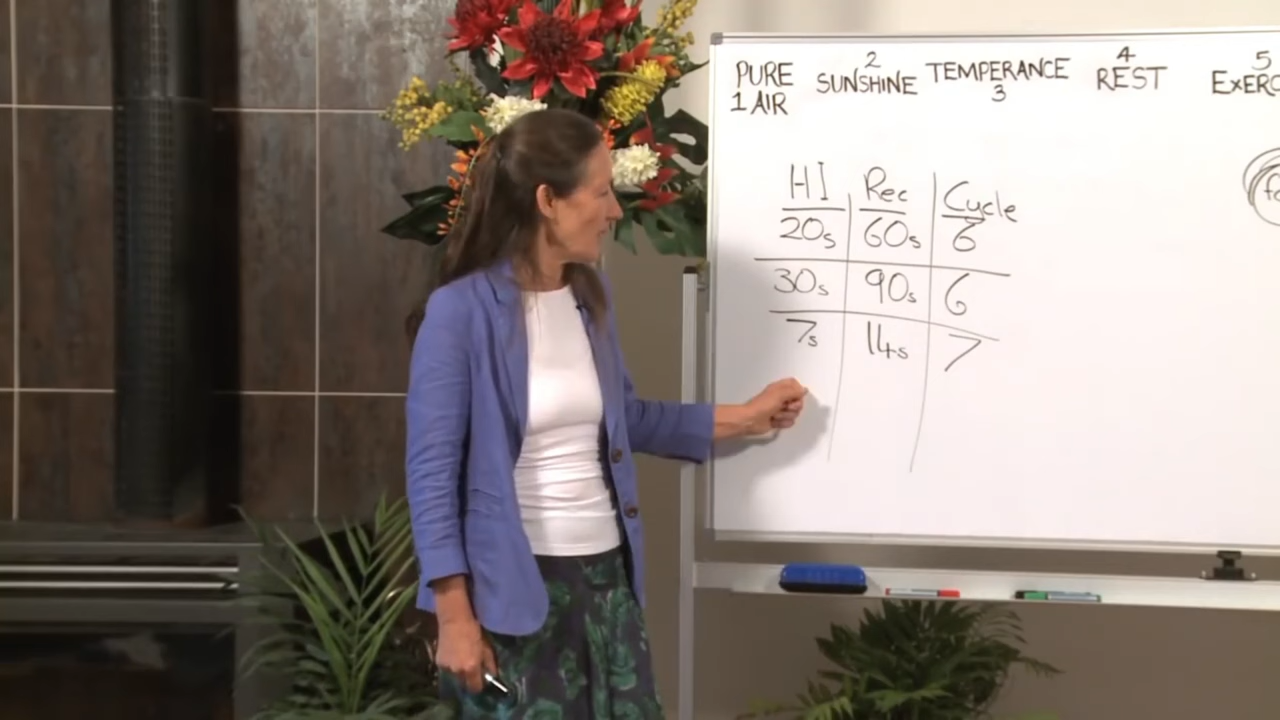 PURE 2 SUNSHINE TEMPERANCE 4 REST 5 EXERC
1 AIR 3
HI Rec Cycle
20s 60s 6
30s 90s 6
7s 14s 7